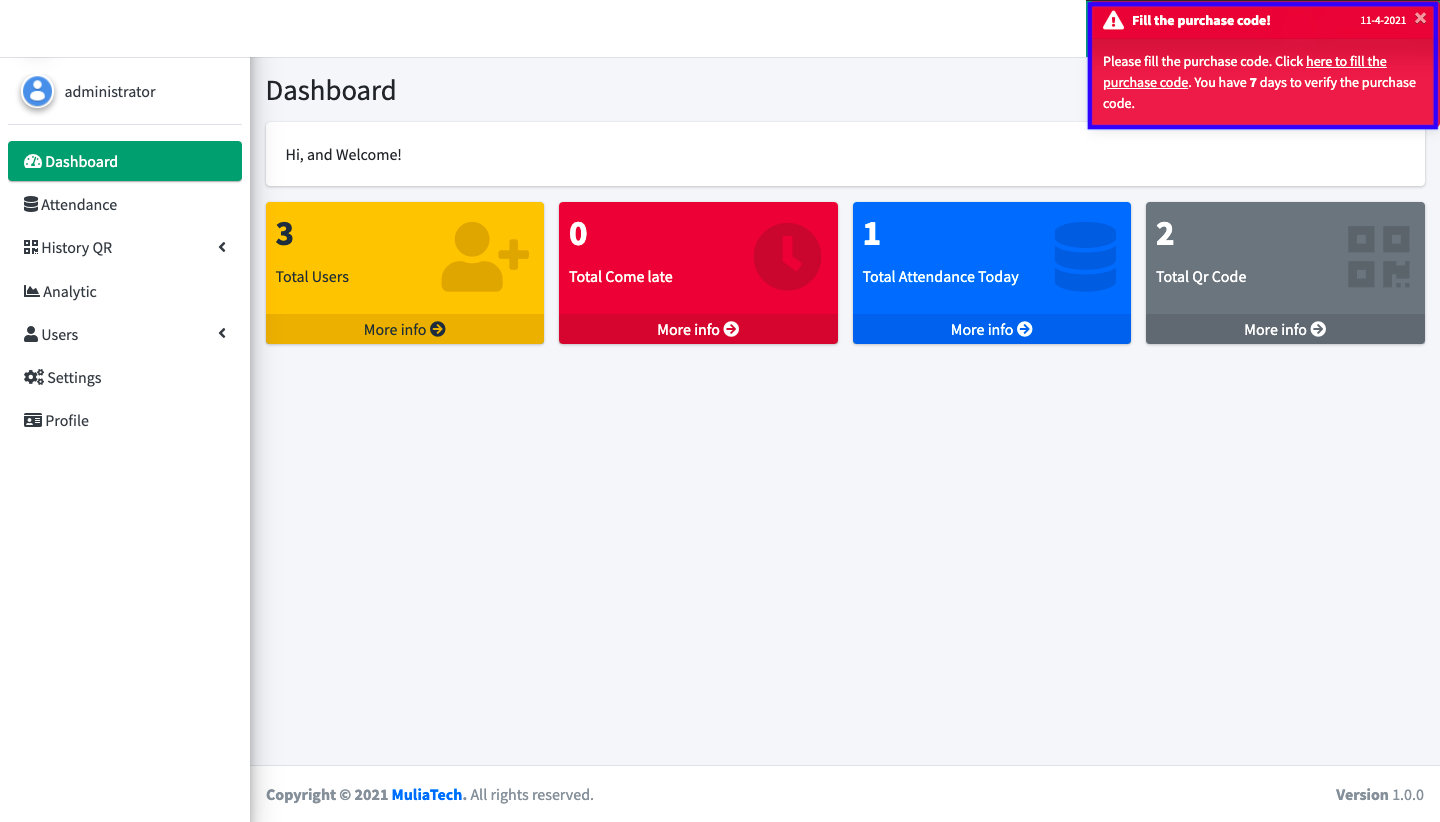 Fill the purchase code! 11-4-2021 ×
Please fill the purchase code. Click here to fill the
purchase code. You have 7 days to verify the purchase
code.
administrator
Dashboard
Attendance
History QR
Analytic
Users
Settings
Profile
Dashboard
Hi, and Welcome!
3
Total Users
More info
0
Total Come late
More info
1
Total Attendance Today
More info
2
Total Qr Code
More info
Copyright © 2021 MuliaTech. All rights reserved.
Version 1.0.0